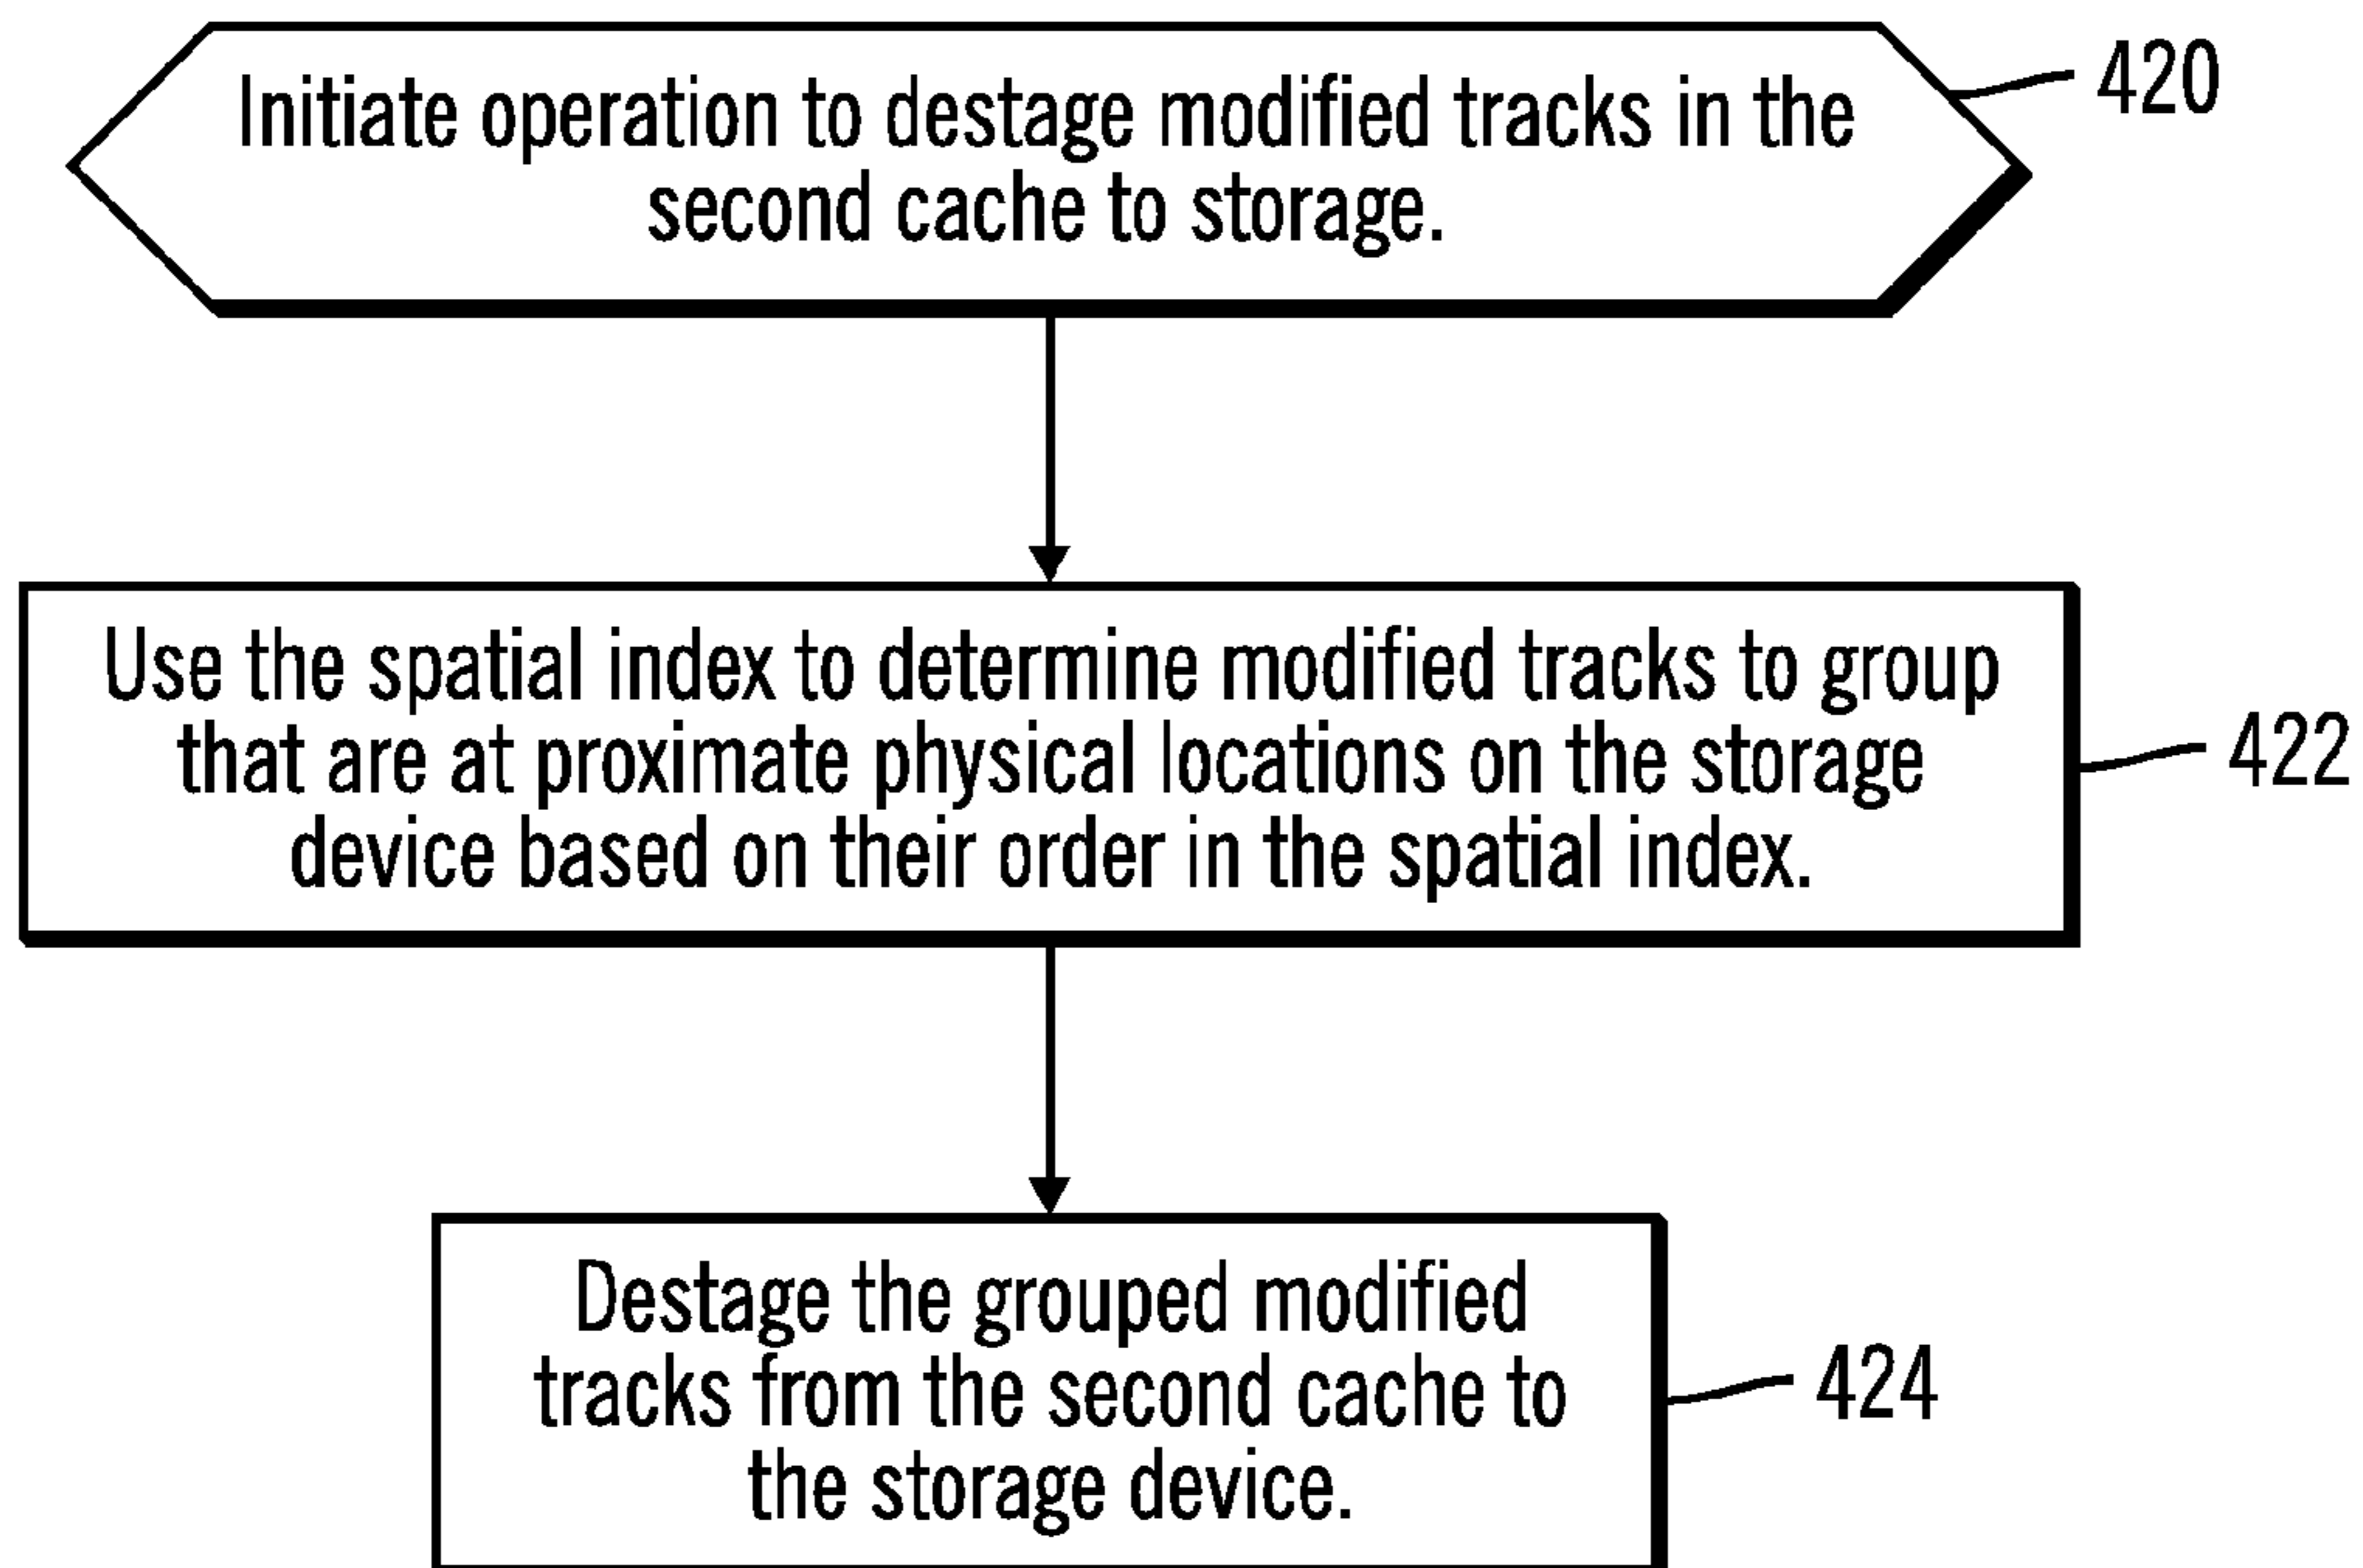 Initiate operation to destage modified tracks in the
second cache to storage.
420
Use the spatial index to determine modified tracks to group
that are at proximate physical locations on the storage
device based on their order in the spatial index.
422
Destage the grouped modified
tracks from the second cache to
the storage device.
424